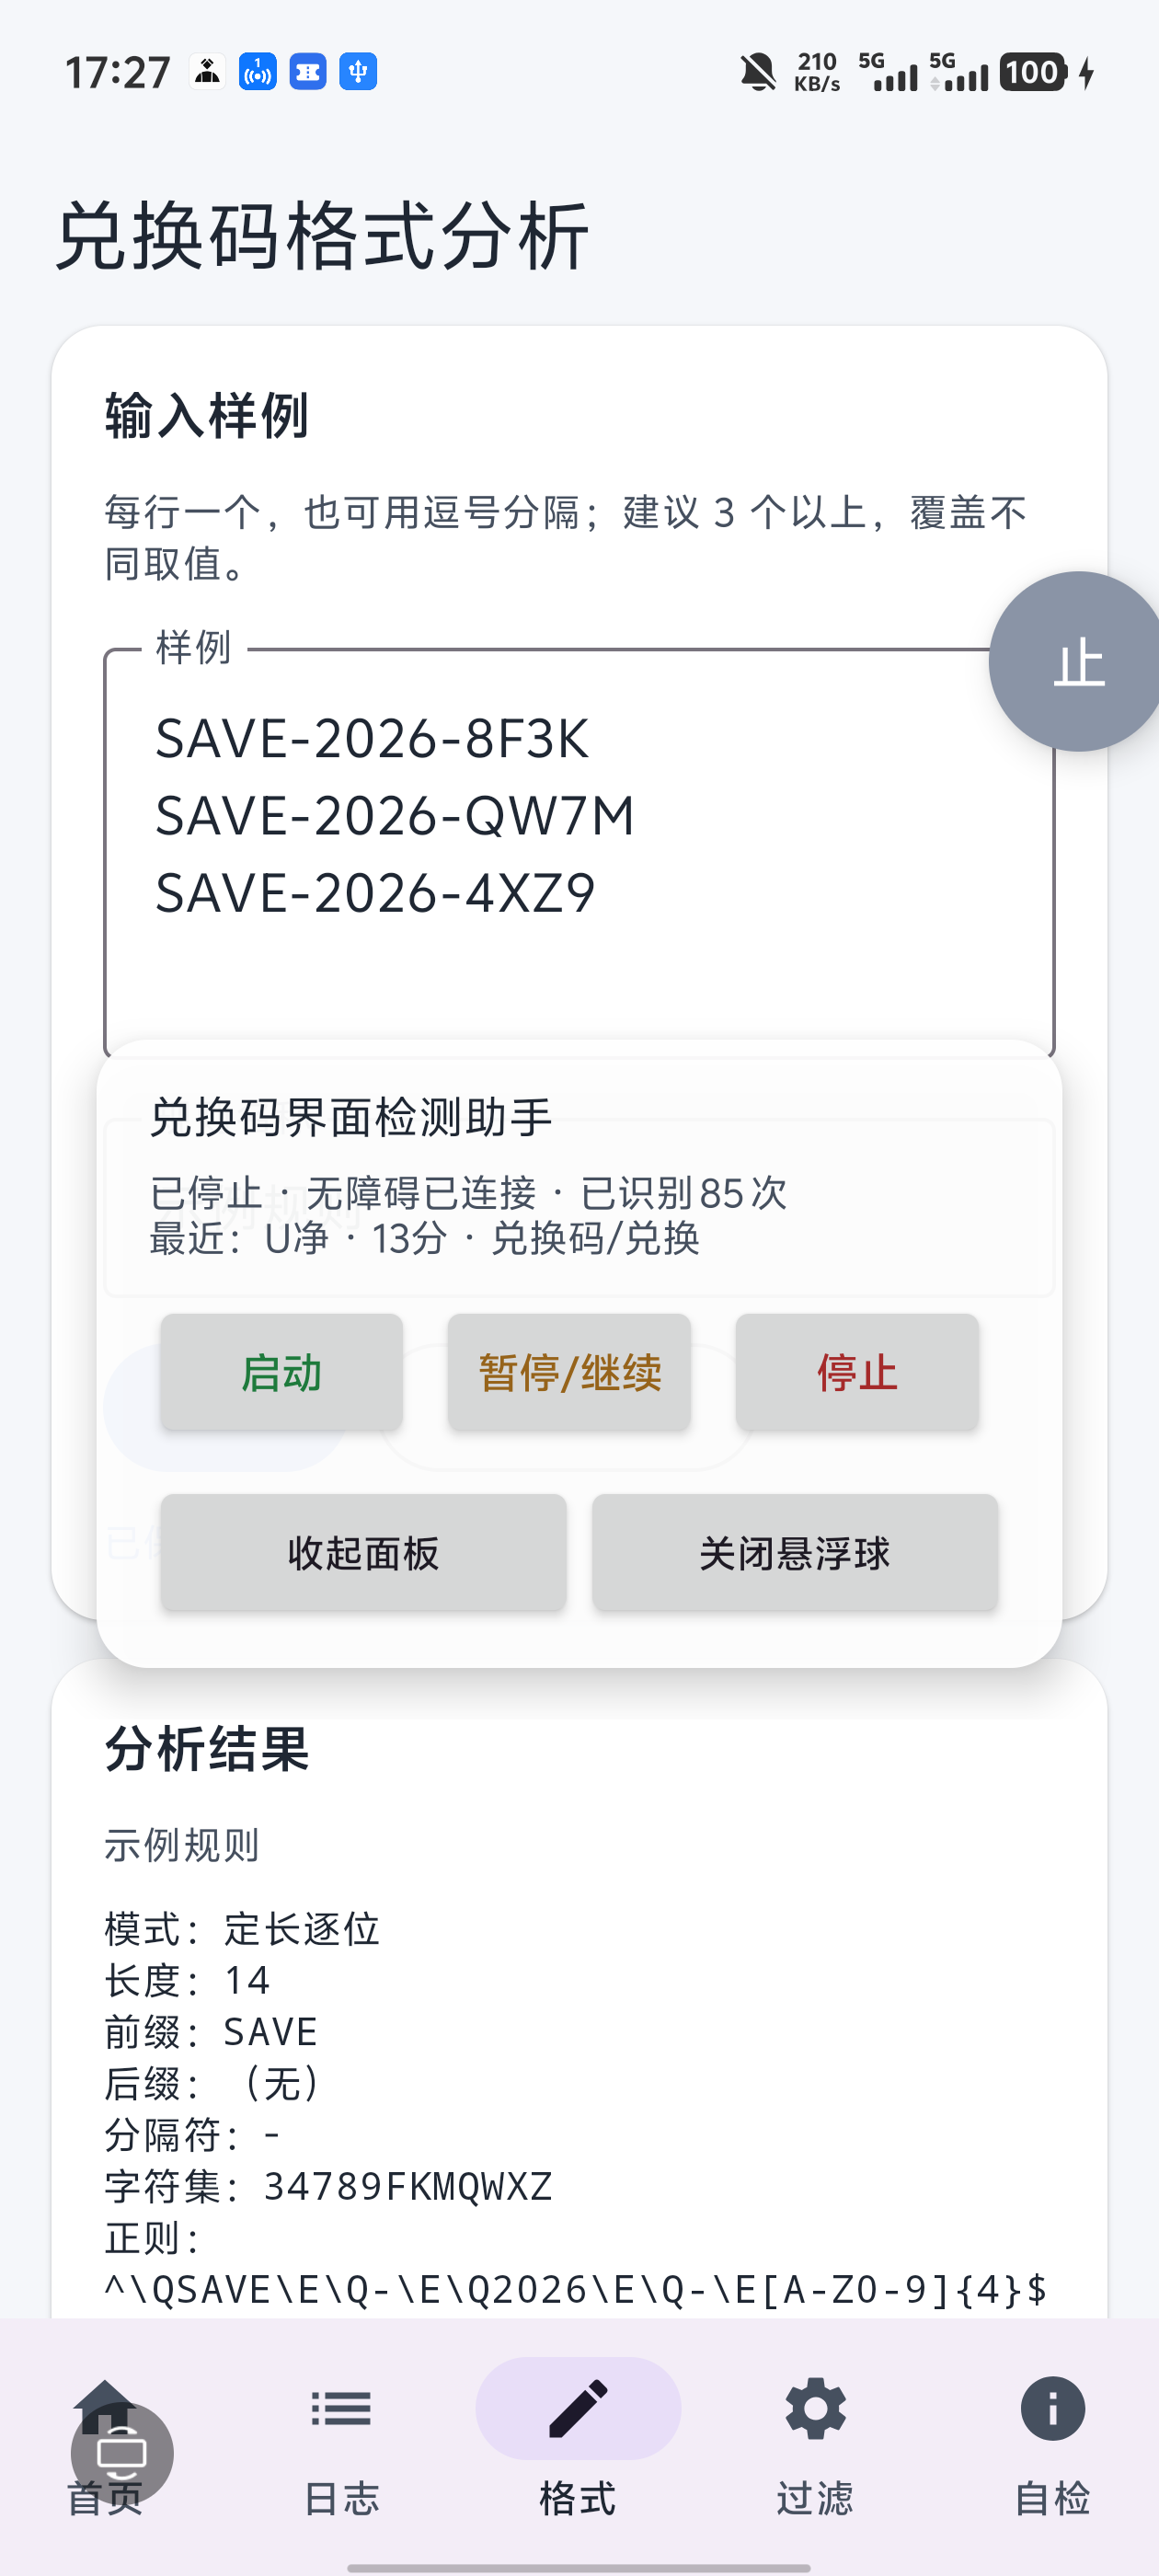 17:27
210 KB/s 5G 5G 100
兑换码格式分析
输入样例
每行一个，也可用逗号分隔；建议 3 个以上，覆盖不
同取值。
样例
止
SAVE-2026-8F3K
SAVE-2026-QW7M
SAVE-2026-4XZ9
兑换码界面检测助手
已停止 · 无障碍已连接 · 已识别85次
最近：U净 · 13分 · 兑换码/兑换
启动 暂停/继续 停止
收起面板 关闭悬浮球
分析结果
示例规则
模式：定长逐位
长度：14
前缀：SAVE
后缀：（无）
分隔符：-
字符集：34789FKMQWXZ
正则：
^\QSAVE\E\Q-\E\Q2026\E\Q-\E[A-Z0-9]{4}$
首页 日志 格式 过滤 自检